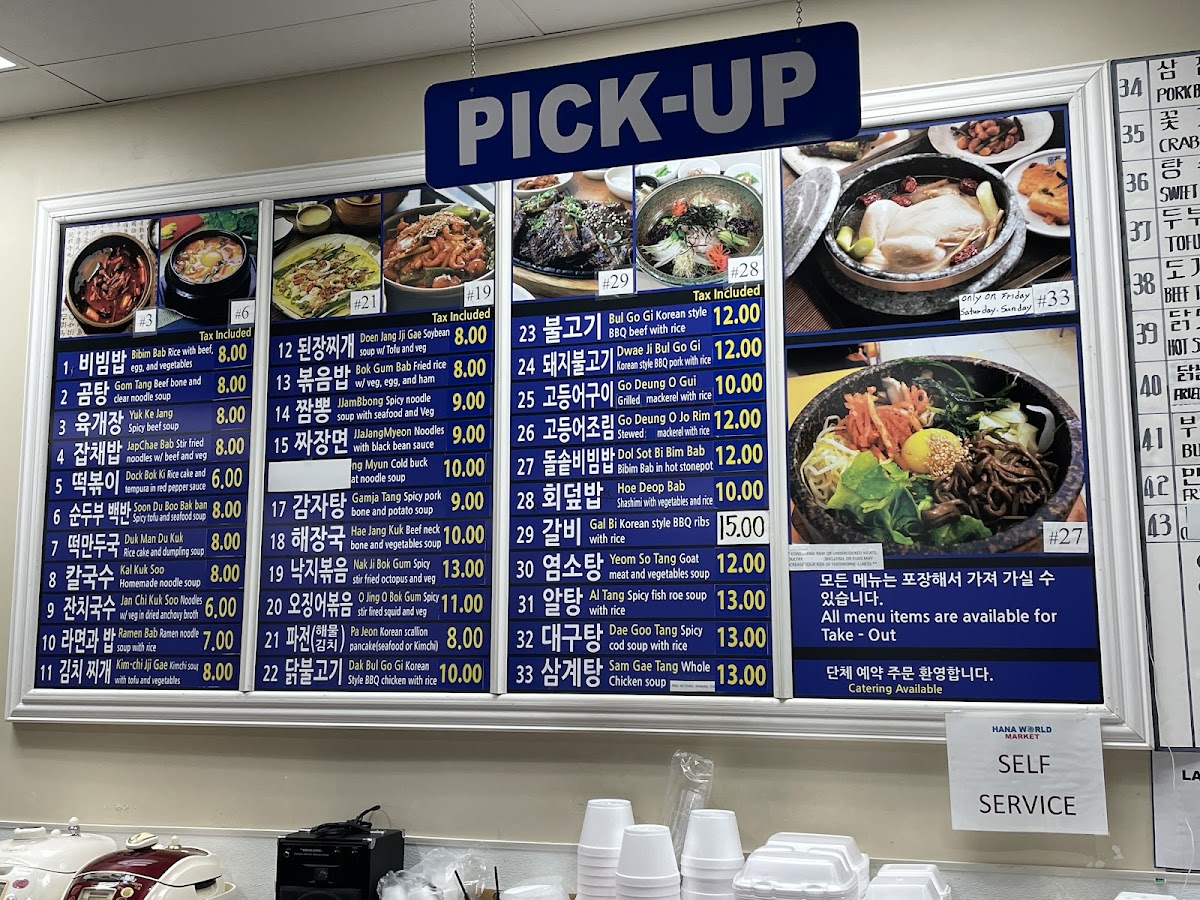 PICK-UP
#3
#6
Tax Included
1 비빔밥 Bibim Bab Rice with beef, egg, and vegetables 8.00
2 곰탕 Gom Tang Beef bone and clear noodle soup 8.00
3 육개장 Yuk Ke Jang Spicy beef soup 8.00
4 잡채밥 JapChae Bab Stir fried noodles w/ beef and veg 8.00
5 떡볶이 Dock Bok Ki Rice cake and tempura in red pepper sauce 6.00
6 순두부 백반 Soon Du Boo Bak ban Spicy tofu and seafood soup 8.00
7 떡만두국 Duk Man Du Kuk Rice cake and dumpling soup 8.00
8 칼국수 Kal Kuk Soo Homemade noodle soup 8.00
9 잔치국수 Jan Chi Kuk Soo Noodles w/ veg in dried anchovy broth 6.00
10 라면과 밥 Ramen Bab Ramen noodle with rice 7.00
11 김치 찌개 Kim-chi Jji Gae Kimchi soup with tofu and vegetables 8.00
#21
#19
Tax Included
12 된장찌개 Doen Jang Ji Gae Soybean soup w/ Tofu and veg 8.00
13 볶음밥 Bok Gum Bab Fried rice w/ veg, egg, and ham 8.00
14 짬뽕 JJamBbong Spicy noodle soup with seafood and Veg 9.00
15 짜장면 JJaJangMyeon Noodles with black bean sauce 9.00
ng Myun Cold buck at noodle soup 10.00
17 감자탕 Gamja Tang Spicy pork bone and potato soup 9.00
18 해장국 Hae Jang Kuk Beef neck bone and vegetables soup 10.00
19 낙지볶음 Nak Ji Bok Gum Spicy stir fried octopus and veg 13.00
20 오징어볶음 O Jing O Bok Gum Spicy stir fired squid and veg 11.00
21 파전(해물 김치) Pa Jeon Korean scallion pancake(seafood or Kimchi) 8.00
22 닭불고기 Dak Bul Go Gi Korean Style BBQ chicken with rice 10.00
#29
#28
Tax Included
23 불고기 Bul Go Gi Korean style BBQ beef with rice 12.00
24 돼지불고기 Dwae Ji Bul Go Gi Korean style BBQ pork with rice 12.00
25 고등어구이 Go Deung O Gui Grilled mackerel with rice 10.00
26 고등어조림 Go Deung O Jo Rim Stewed mackerel with rice 12.00
27 돌솥비빔밥 Dol Sot Bi Bim Bab Bibim Bab in hot stonepot 12.00
28 회덮밥 Hoe Deop Bab Shashimi with vegetables and rice 10.00
29 갈비 Gal Bi Korean style BBQ ribs with rice 15.00
30 염소탕 Yeom So Tang Goat meat and vegetables soup 12.00
31 알탕 Al Tang Spicy fish roe soup with rice 13.00
32 대구탕 Dae Goo Tang Spicy cod soup with rice 13.00
33 삼계탕 Sam Gae Tang Whole Chicken soup 13.00
only on Friday
Saturday-Sunday
#33
#27
모든 메뉴는 포장해서 가져 가실 수
있습니다.
All menu items are available for
Take - Out
단체 예약 주문 환영합니다.
Catering Available
HANA WORLD
MARKET
SELF
SERVICE
34 삼
PORK B
35 꽃
CRAB
36 탕
SWEET
37 두부
TOFU
38 도가
BEEF T
39 닭
HOT S
40 닭
FRIED
41 부
BU
42 만
43
LA